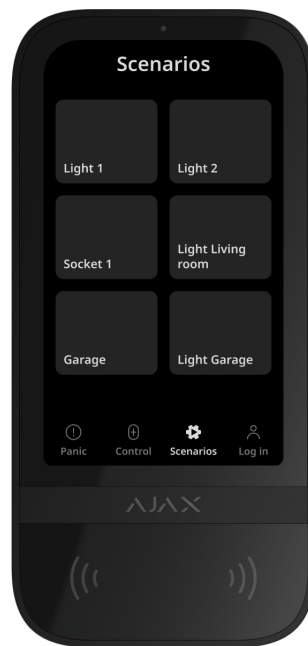 Scenarios
Light 1
Light 2
Socket 1
Light Living
room
Garage
Light Garage
Panic
Control
Scenarios
Log in
AJAX